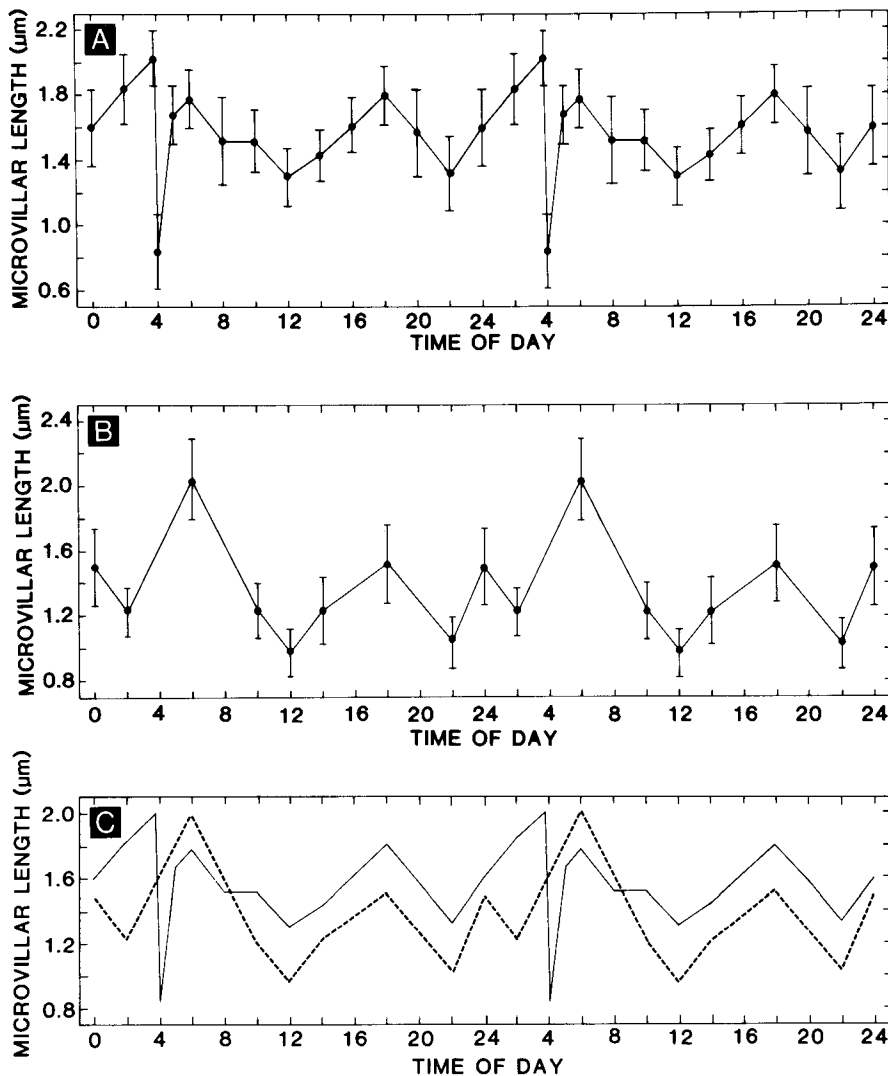 A
MICROVILLAR LENGTH (μm)
2.2
1.8
1.4
1.0
0.6
0 4 8 12 16 20 24 4 8 12 16 20 24
TIME OF DAY
B
MICROVILLAR LENGTH (μm)
2.4
2.0
1.6
1.2
0.8
0 4 8 12 16 20 24 4 8 12 16 20 24
TIME OF DAY
C
MICROVILLAR LENGTH (μm)
2.0
1.6
1.2
0.8
0 4 8 12 16 20 24 4 8 12 16 20 24
TIME OF DAY